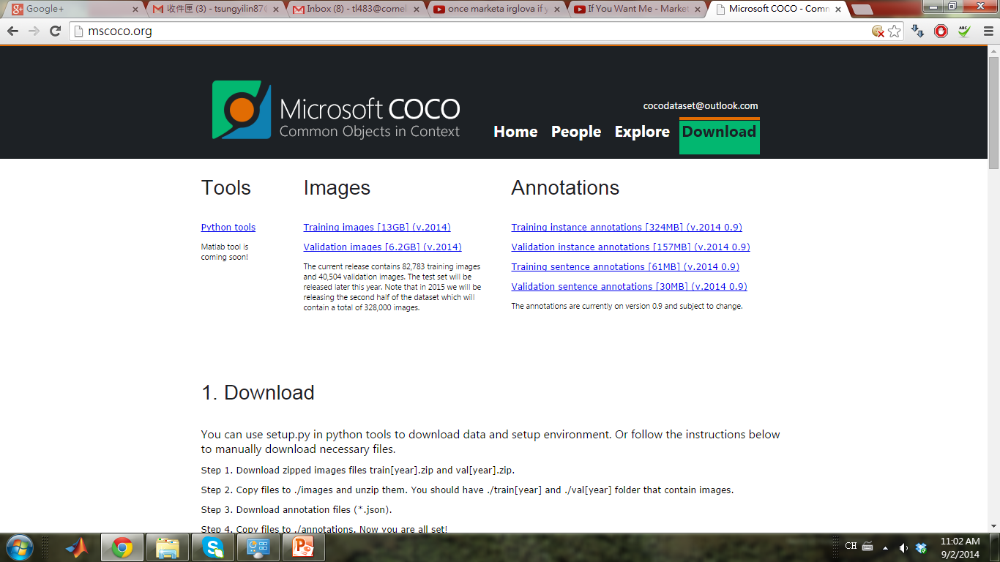 Google+
收件匣 (3) - tsungyilin87
Inbox (8) - tl483@cornel
once marketa irglova if y
If You Want Me - Market
Microsoft COCO - Comm
mscoco.org
ABC
Microsoft COCO
Common Objects in Context
cocodataset@outlook.com
Home People Explore Download
Tools
Python tools
Matlab tool is
coming soon!
Images
Training images [13GB] (v.2014)
Validation images [6.2GB] (v.2014)
The current release contains 82,783 training images
and 40,504 validation images. The test set will be
released later this year. Note that in 2015 we will be
releasing the second half of the dataset which will
contain a total of 328,000 images.
Annotations
Training instance annotations [324MB] (v.2014 0.9)
Validation instance annotations [157MB] (v.2014 0.9)
Training sentence annotations [61MB] (v.2014 0.9)
Validation sentence annotations [30MB] (v.2014 0.9)
The annotations are currently on version 0.9 and subject to change.
1. Download
You can use setup.py in python tools to download data and setup environment. Or follow the instructions below
to manually download necessary files.
Step 1. Download zipped images files train[year].zip and val[year].zip.
Step 2. Copy files to ./images and unzip them. You should have ./train[year] and ./val[year] folder that contain images.
Step 3. Download annotation files (*.json).
Step 4. Copy files to ./annotations. Now you are all set!
CH
11:02 AM
9/2/2014